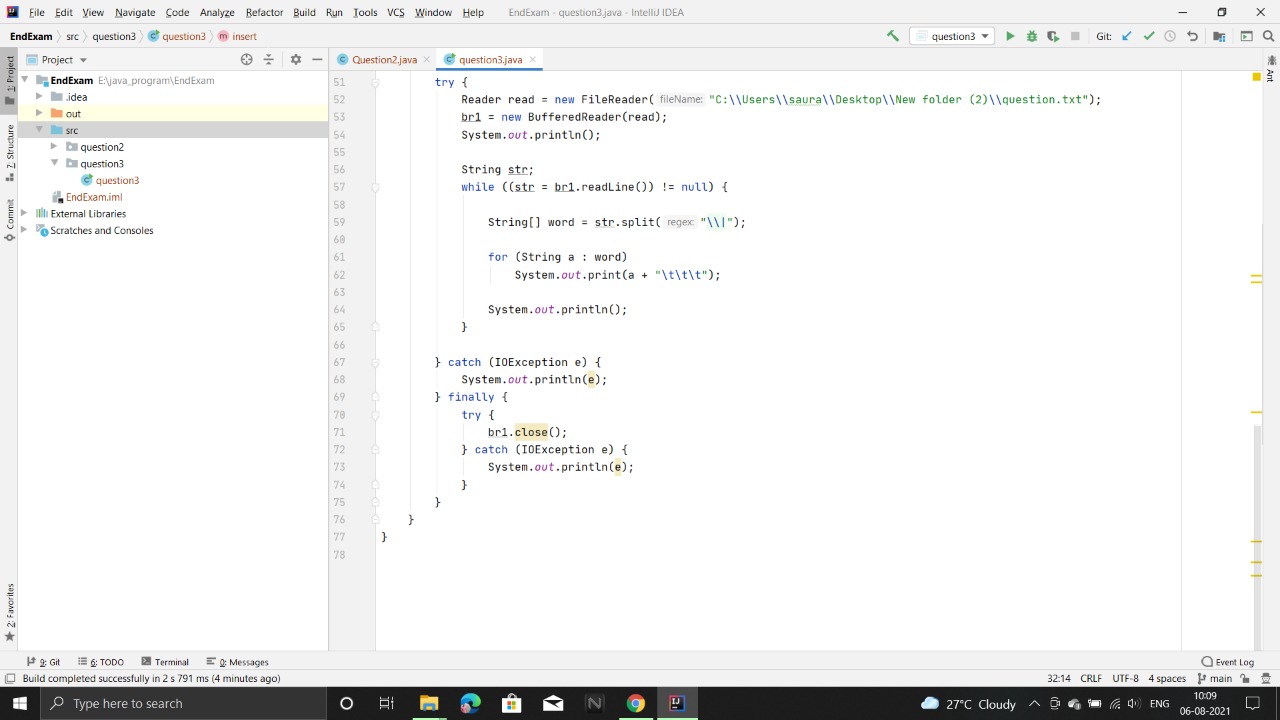 File Edit View Navigate Code Analyze Refactor Build Run Tools VCS Window Help EndExam - question3.java - IntelliJ IDEA
EndExam src question3 question3 insert question3 Git:
Project Question2.java question3.java
1: Project
7: Structure
Commit
2: Favorites
Ant
EndExam E:\java_program\EndExam
.idea
out
src
question2
question3
question3
EndExam.iml
External Libraries
Scratches and Consoles
51 try {
52 Reader read = new FileReader( fileName: "C:\\Users\\saura\\Desktop\\New folder (2)\\question.txt");
53 br1 = new BufferedReader(read);
54 System.out.println();
55
56 String str;
57 while ((str = br1.readLine()) != null) {
58
59 String[] word = str.split( regex: "\\|");
60
61 for (String a : word)
62 System.out.print(a + "\t\t\t");
63
64 System.out.println();
65 }
66
67 } catch (IOException e) {
68 System.out.println(e);
69 } finally {
70 try {
71 br1.close();
72 } catch (IOException e) {
73 System.out.println(e);
74 }
75 }
76 }
77 }
78
9: Git 6: TODO Terminal 0: Messages Event Log
Build completed successfully in 2 s 791 ms (4 minutes ago) 32:14 CRLF UTF-8 4 spaces main
Type here to search 27°C Cloudy ENG 10:09
06-08-2021